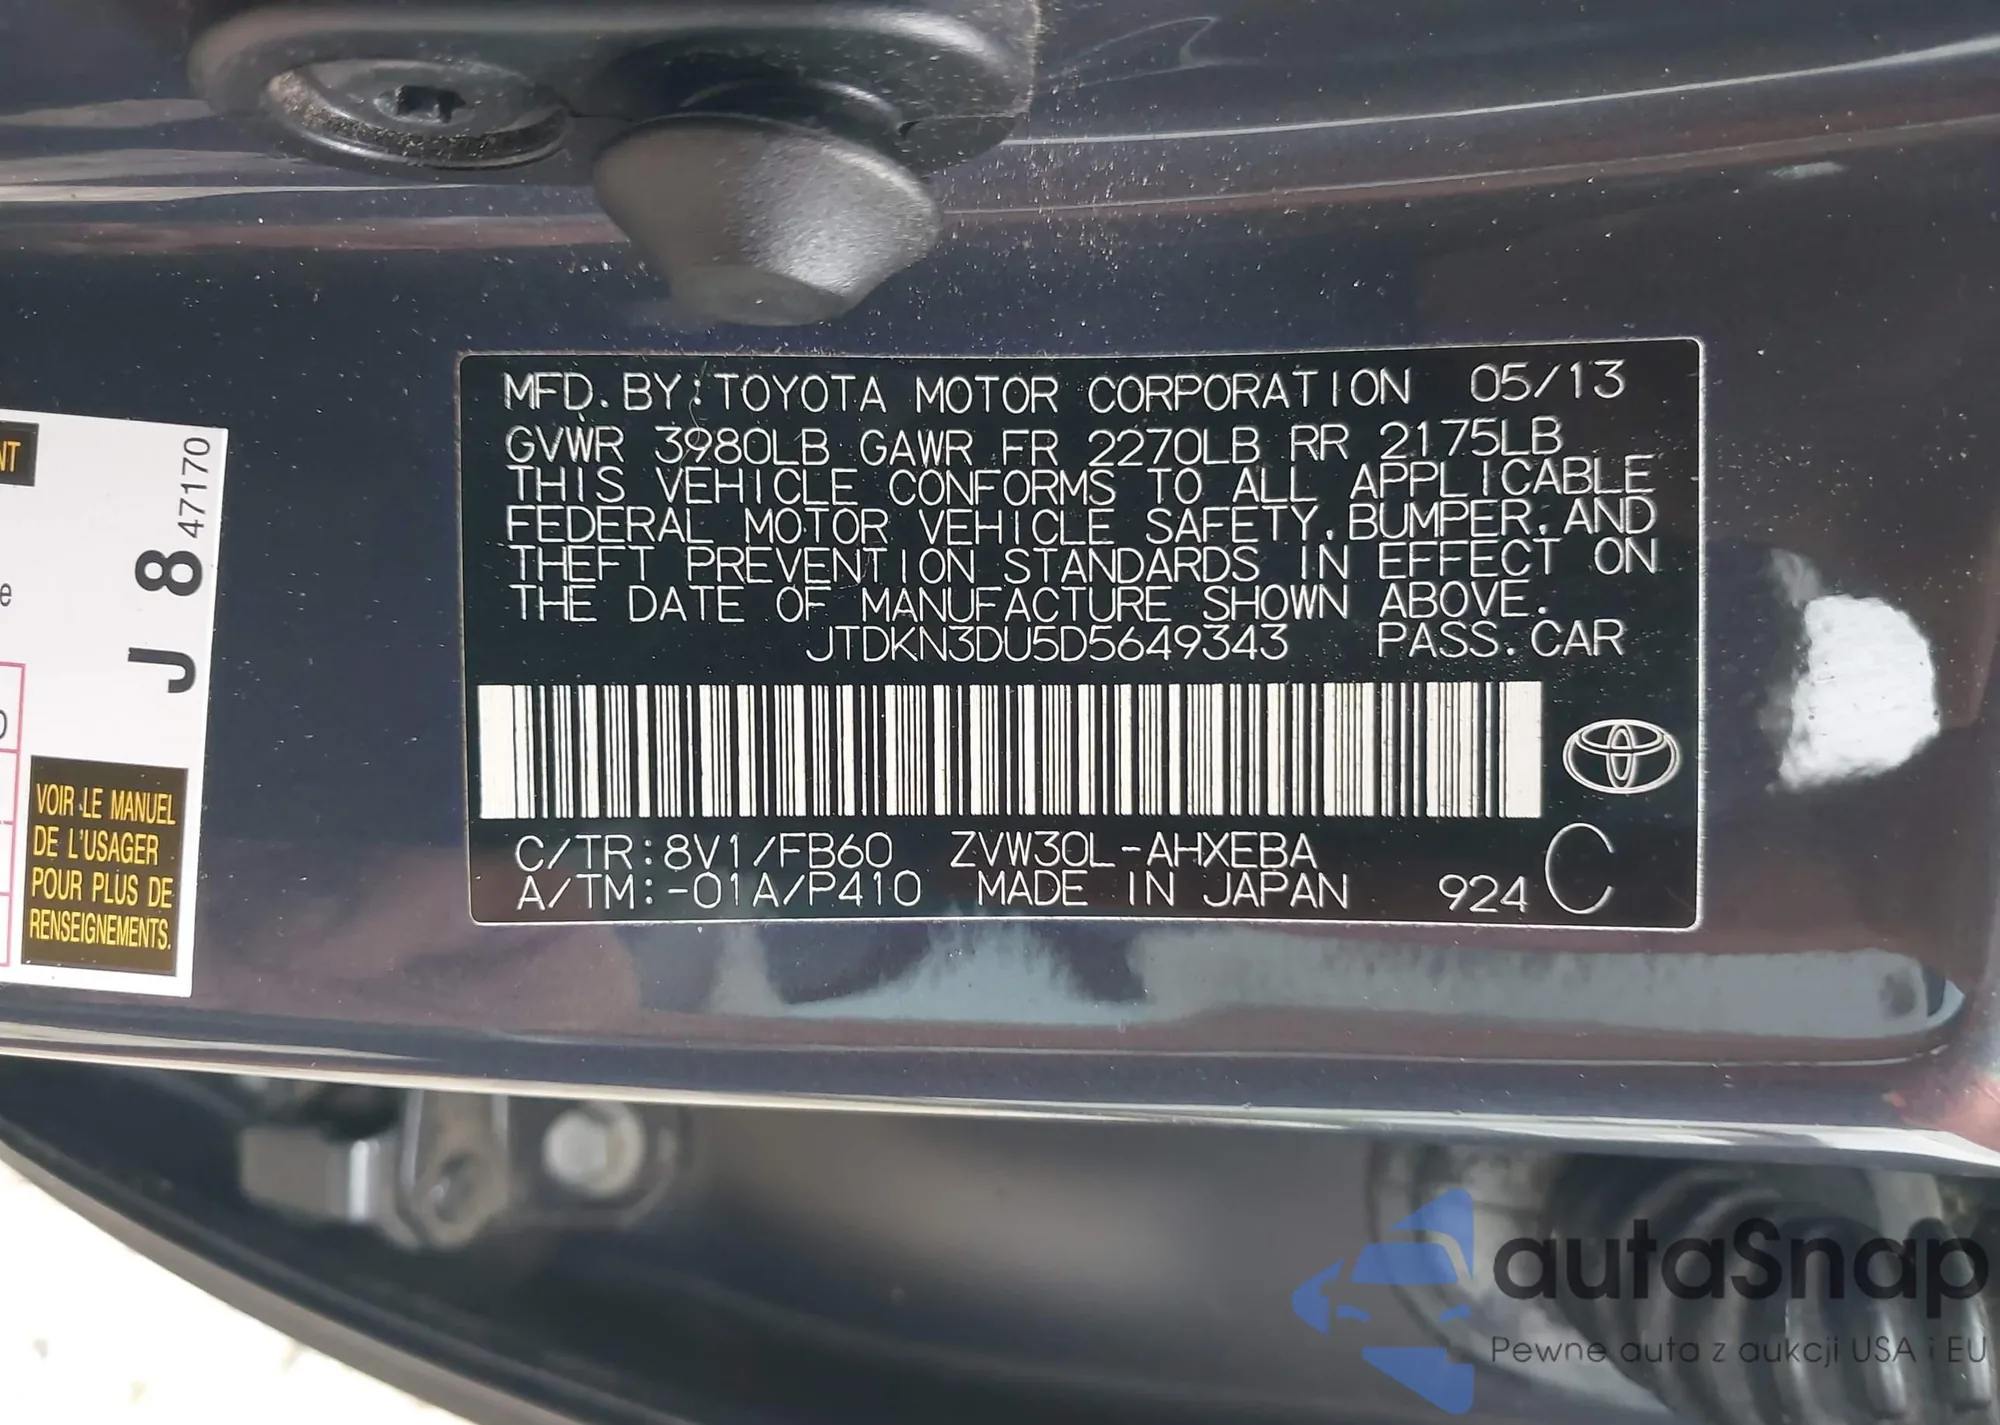 MFD. BY: TOYOTA MOTOR CORPORATION 05/13
GVWR 3980LB GAWR FR 2270LB RR 2175LB
THIS VEHICLE CONFORMS TO ALL APPLICABLE
FEDERAL MOTOR VEHICLE SAFETY, BUMPER, AND
THEFT PREVENTION STANDARDS IN EFFECT ON
THE DATE OF MANUFACTURE SHOWN ABOVE.
JTDKN3DU5D5649343 PASS. CAR
C/TR: 8V1/FB60 ZVW30L-AHXEBA
A/TM: -01A/P410 MADE IN JAPAN 924 C
NT
J 8 47170
e
VOIR LE MANUEL
DE L'USAGER
POUR PLUS DE
RENSEIGNEMENTS.
autaSnap
Pewne auta z aukcji USA i EU